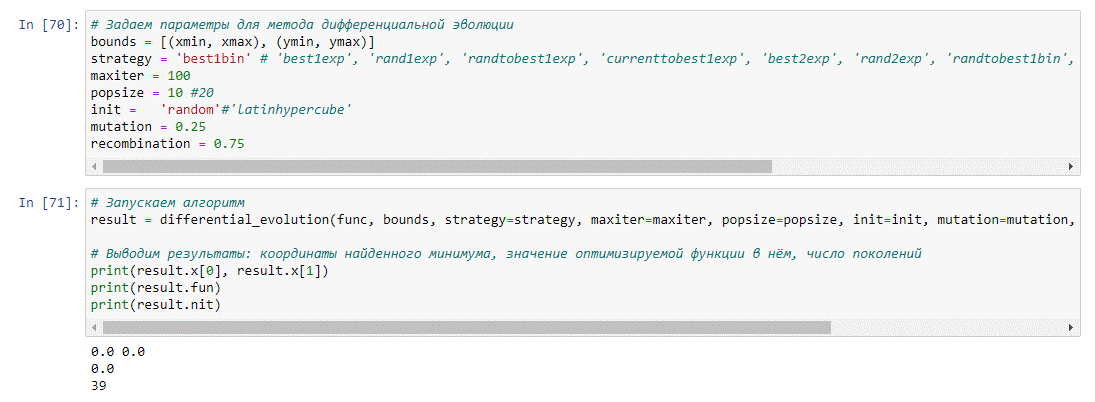 In [70]: # Задаем параметры для метода дифференциальной эволюции
bounds = [(xmin, xmax), (ymin, ymax)]
strategy = 'best1bin' # 'best1exp', 'rand1exp', 'randtobest1exp', 'currenttobest1exp', 'best2exp', 'rand2exp', 'randtobest1bin',
maxiter = 100
popsize = 10 #20
init =   'random'#'latinhypercube'
mutation = 0.25
recombination = 0.75
In [71]: # Запускаем алгоритм
result = differential_evolution(func, bounds, strategy=strategy, maxiter=maxiter, popsize=popsize, init=init, mutation=mutation,
# Выводим результаты: координаты найденного минимума, значение оптимизируемой функции в нём, число поколений
print(result.x[0], result.x[1])
print(result.fun)
print(result.nit)
0.0 0.0
0.0
39